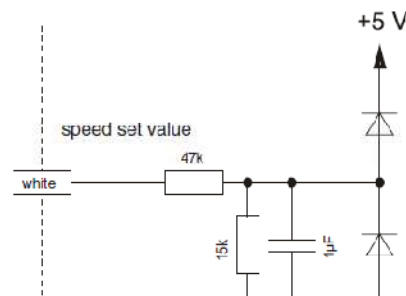 +5 V
speed set value
47k
white
15k
1µF